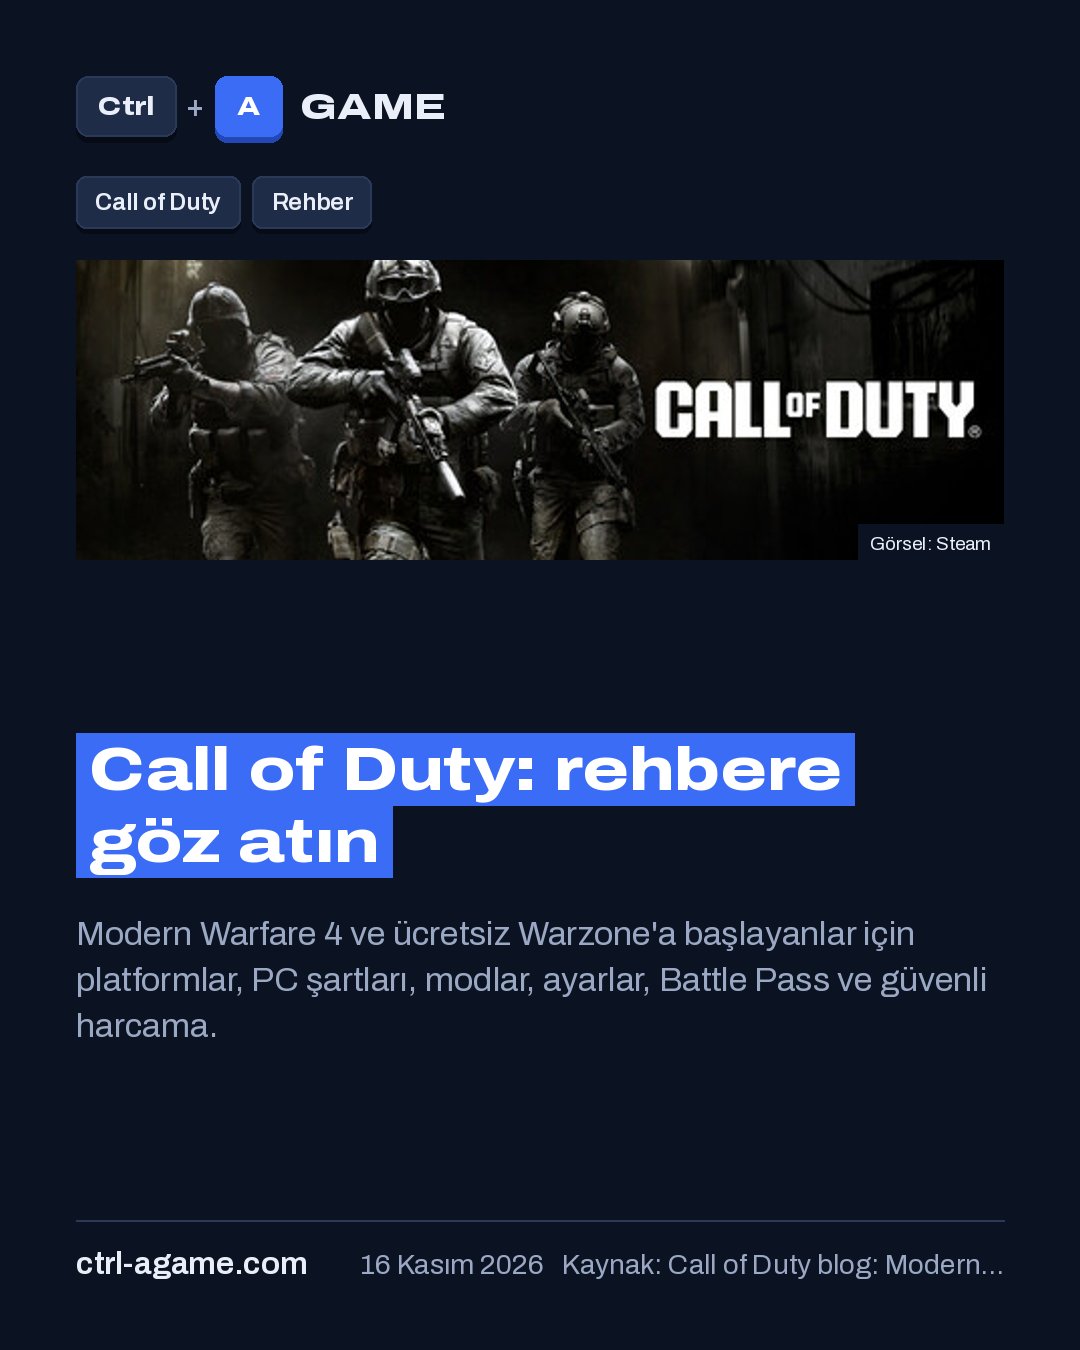 Ctrl + A GAME
Call of Duty Rehber
CALL OF DUTY®
Görsel: Steam
Call of Duty: rehbere
göz atın
Modern Warfare 4 ve ücretsiz Warzone'a başlayanlar için
platformlar, PC şartları, modlar, ayarlar, Battle Pass ve güvenli
harcama.
ctrl-agame.com 16 Kasım 2026 Kaynak: Call of Duty blog: Modern...